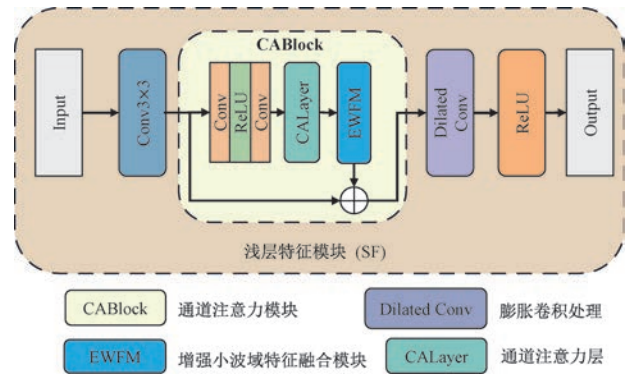 CABlock
Input
Conv3×3
Conv
ReLU
Conv
CALayer
EWFM
Dilated
Conv
ReLU
Output
浅层特征模块 (SF)
CABlock 通道注意力模块 Dilated Conv 膨胀卷积处理
EWFM 增强小波域特征融合模块 CALayer 通道注意力层